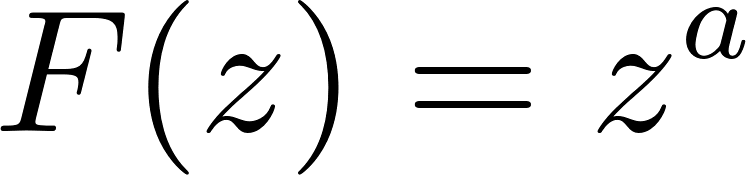 F(z) = z^a